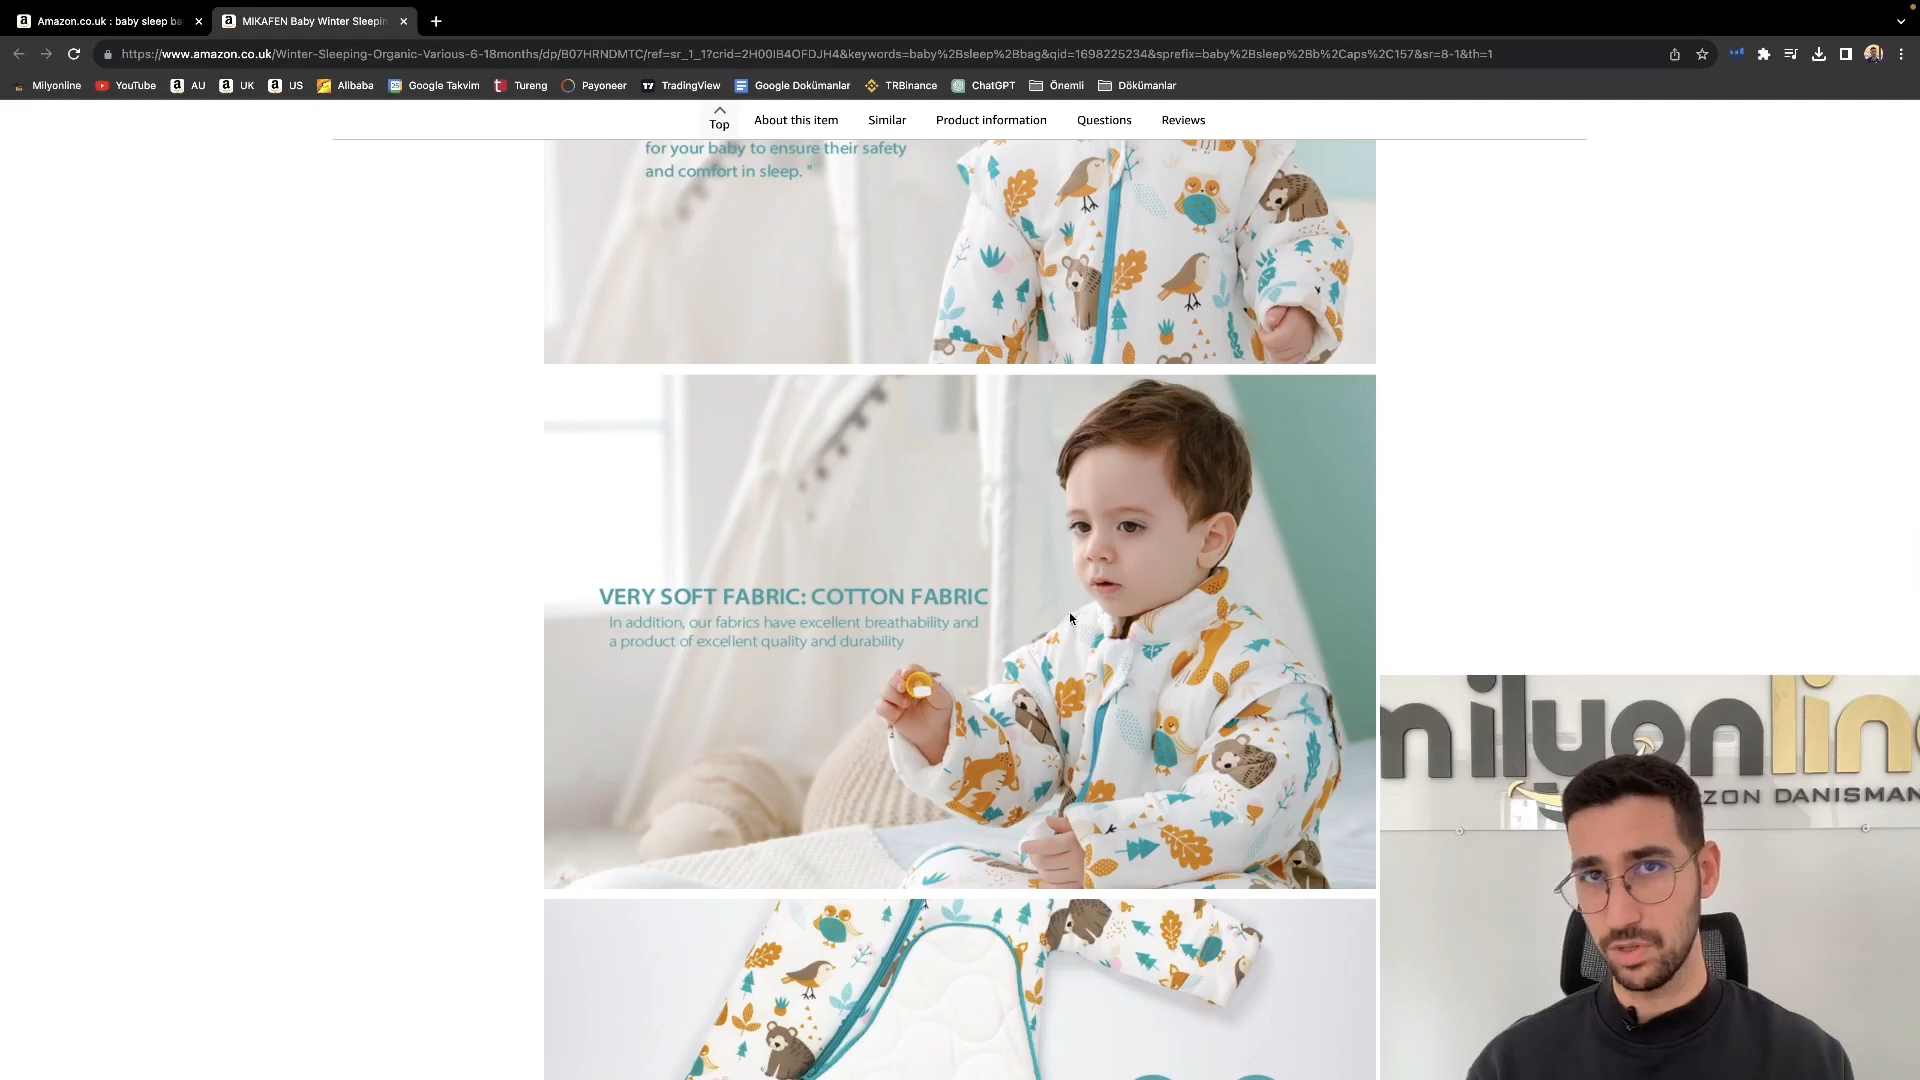 Amazon.co.uk : baby sleep ba
MIKAFEN Baby Winter Sleepin
https://www.amazon.co.uk/Winter-Sleeping-Organic-Various-6-18months/dp/B07HRNDMTC/ref=sr_1_1?crid=2H00IB4OFDJH4&keywords=baby%2Bsleep%2Bbag&qid=1698225234&sprefix=baby%2Bsleep%2Bb%2Caps%2C157&sr=8-1&th=1
Milyonline YouTube AU UK US Alibaba Google Takvim Tureng Payoneer TradingView Google Dokümanlar TRBinance ChatGPT Önemli Dökümanlar
Top About this item Similar Product information Questions Reviews
for your baby to ensure their safety
and comfort in sleep. "
VERY SOFT FABRIC: COTTON FABRIC
In addition, our fabrics have excellent breathability and
a product of excellent quality and durability
milyonlin
ZON DANISMAN